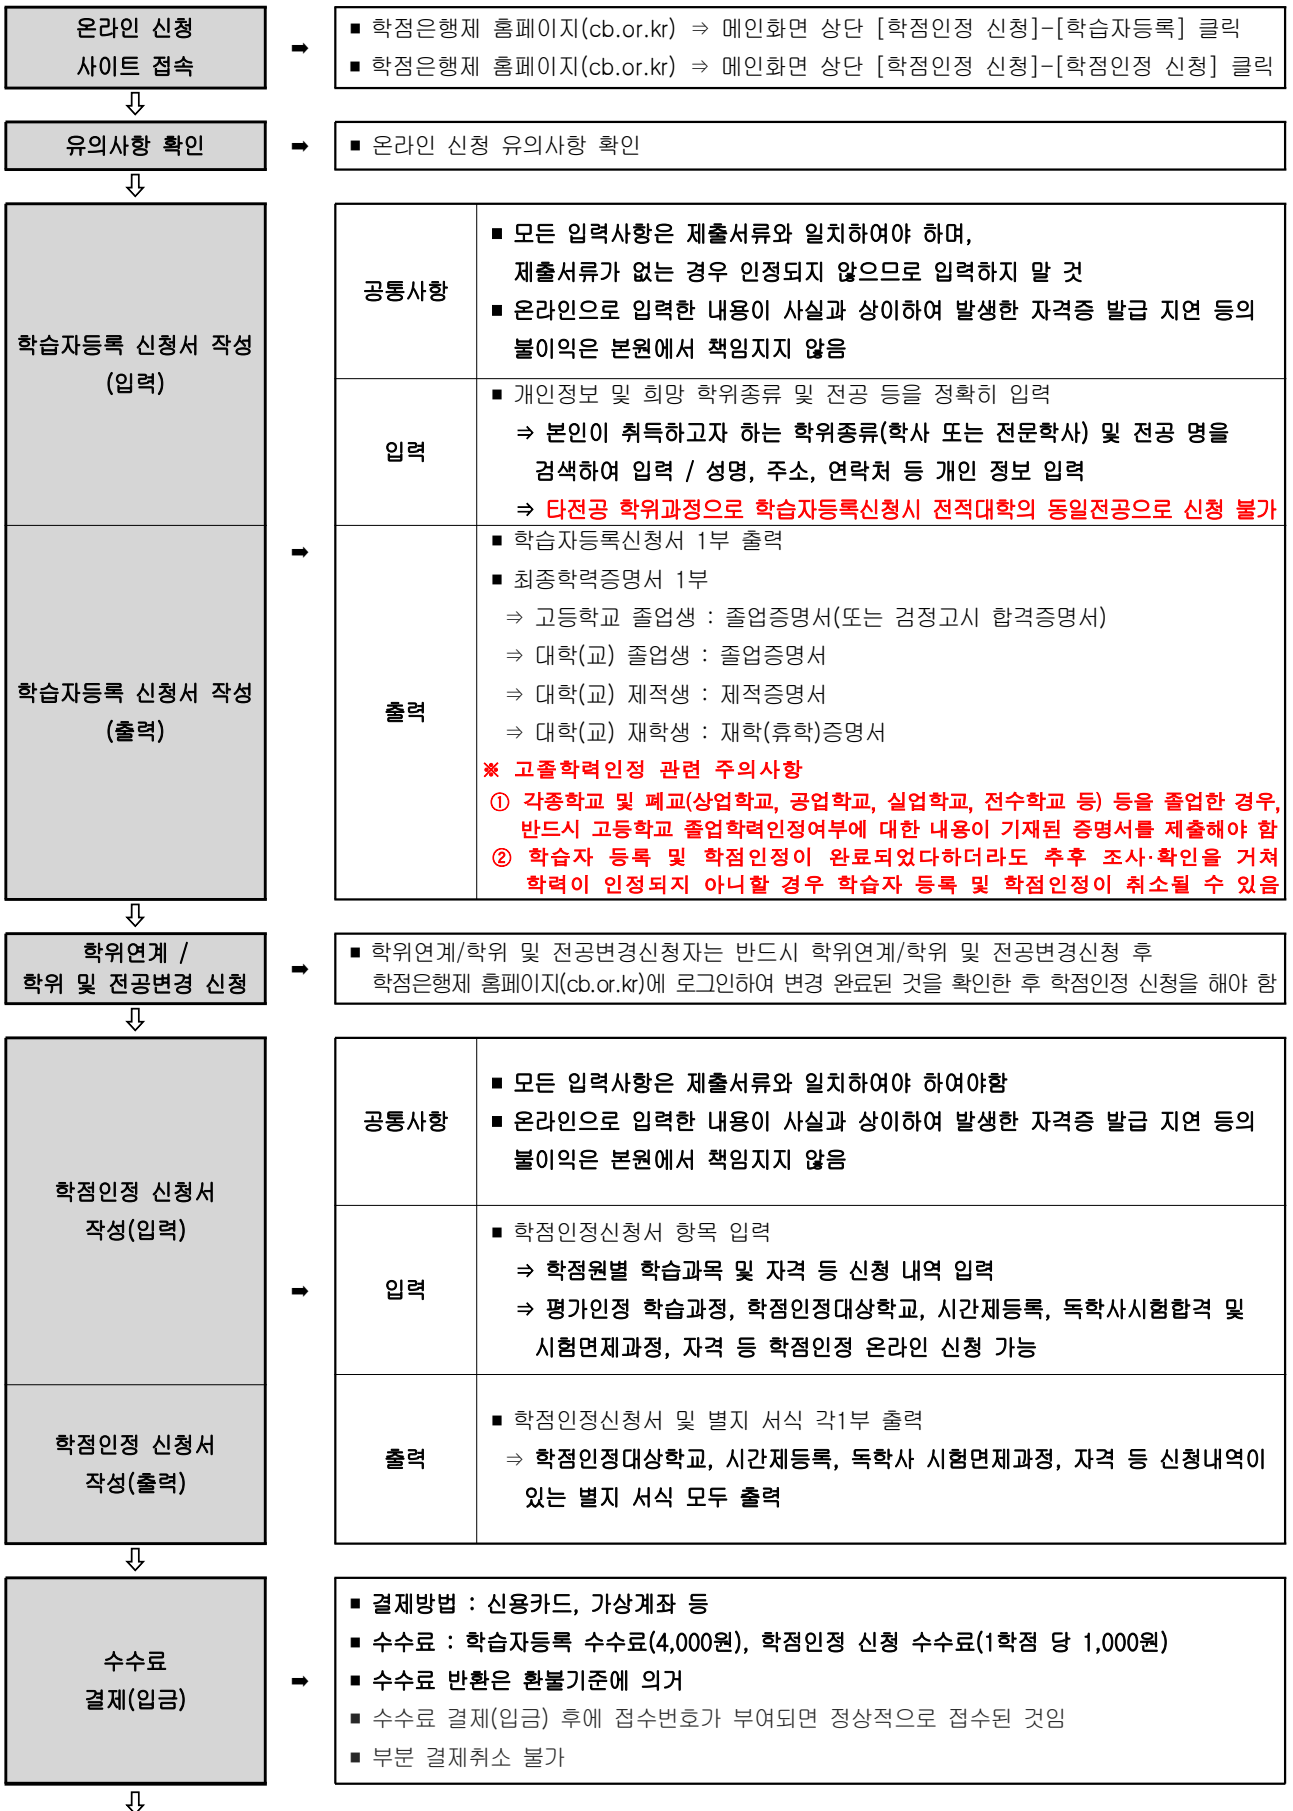 온라인 신청
사이트 접속
➡
■ 학점은행제 홈페이지(cb.or.kr) ⇒ 메인화면 상단 [학점인정 신청]-[학습자등록] 클릭
■ 학점은행제 홈페이지(cb.or.kr) ⇒ 메인화면 상단 [학점인정 신청]-[학점인정 신청] 클릭
⇩
유의사항 확인
➡
■ 온라인 신청 유의사항 확인
⇩
학습자등록 신청서 작성
(입력)
공통사항
■ 모든 입력사항은 제출서류와 일치하여야 하며,
제출서류가 없는 경우 인정되지 않으므로 입력하지 말 것
■ 온라인으로 입력한 내용이 사실과 상이하여 발생한 자격증 발급 지연 등의
불이익은 본원에서 책임지지 않음
입력
■ 개인정보 및 희망 학위종류 및 전공 등을 정확히 입력
⇒ 본인이 취득하고자 하는 학위종류(학사 또는 전문학사) 및 전공 명을
검색하여 입력 / 성명, 주소, 연락처 등 개인 정보 입력
⇒ 타전공 학위과정으로 학습자등록신청시 전적대학의 동일전공으로 신청 불가
학습자등록 신청서 작성
(출력)
➡
출력
■ 학습자등록신청서 1부 출력
■ 최종학력증명서 1부
⇒ 고등학교 졸업생 : 졸업증명서(또는 검정고시 합격증명서)
⇒ 대학(교) 졸업생 : 졸업증명서
⇒ 대학(교) 제적생 : 제적증명서
⇒ 대학(교) 재학생 : 재학(휴학)증명서
※ 고졸학력인정 관련 주의사항
① 각종학교 및 폐교(상업학교, 공업학교, 실업학교, 전수학교 등) 등을 졸업한 경우,
반드시 고등학교 졸업학력인정여부에 대한 내용이 기재된 증명서를 제출해야 함
② 학습자 등록 및 학점인정이 완료되었다하더라도 추후 조사·확인을 거쳐
학력이 인정되지 아니할 경우 학습자 등록 및 학점인정이 취소될 수 있음
⇩
학위연계 /
학위 및 전공변경 신청
➡
■ 학위연계/학위 및 전공변경신청자는 반드시 학위연계/학위 및 전공변경신청 후
학점은행제 홈페이지(cb.or.kr)에 로그인하여 변경 완료된 것을 확인한 후 학점인정 신청을 해야 함
⇩
학점인정 신청서
작성(입력)
공통사항
■ 모든 입력사항은 제출서류와 일치하여야 하여야함
■ 온라인으로 입력한 내용이 사실과 상이하여 발생한 자격증 발급 지연 등의
불이익은 본원에서 책임지지 않음
➡
입력
■ 학점인정신청서 항목 입력
⇒ 학점원별 학습과목 및 자격 등 신청 내역 입력
⇒ 평가인정 학습과정, 학점인정대상학교, 시간제등록, 독학사시험합격 및
시험면제과정, 자격 등 학점인정 온라인 신청 가능
학점인정 신청서
작성(출력)
출력
■ 학점인정신청서 및 별지 서식 각1부 출력
⇒ 학점인정대상학교, 시간제등록, 독학사 시험면제과정, 자격 등 신청내역이
있는 별지 서식 모두 출력
⇩
수수료
결제(입금)
➡
■ 결제방법 : 신용카드, 가상계좌 등
■ 수수료 : 학습자등록 수수료(4,000원), 학점인정 신청 수수료(1학점 당 1,000원)
■ 수수료 반환은 환불기준에 의거
■ 수수료 결제(입금) 후에 접수번호가 부여되면 정상적으로 접수된 것임
■ 부분 결제취소 불가
⇩